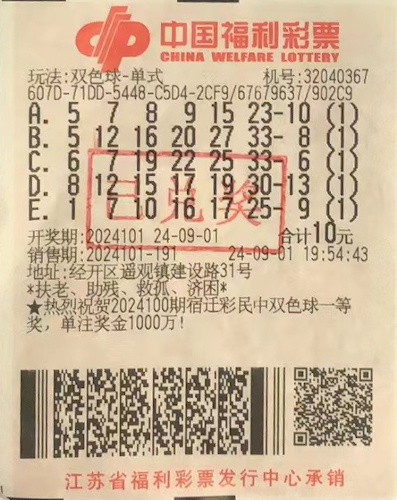 中国福利彩票
CHINA WELFARE LOTTERY
玩法:双色球-单式 机号:32040367
607D-71DD-5448-C5D4-2CF9/67679637/902C9
A. 5 7 8 9 15 23-10 (1)
B. 5 12 16 20 27 33- 8 (1)
C. 6 7 19 22 25 33- 6 (1)
D. 8 12 15 17 19 30-13 (1)
E. 1 7 10 16 17 25- 9 (1)
已兑奖
开奖期:2024101 24-09-01 合计10元
销售期:2024101-191 24-09-01 19:54:43
地址:经开区遥观镇建设路31号
*扶老、助残、救孤、济困*
★热烈祝贺2024100期宿迁彩民中双色球一等
奖,单注奖金1000万!
江苏省福利彩票发行中心承销